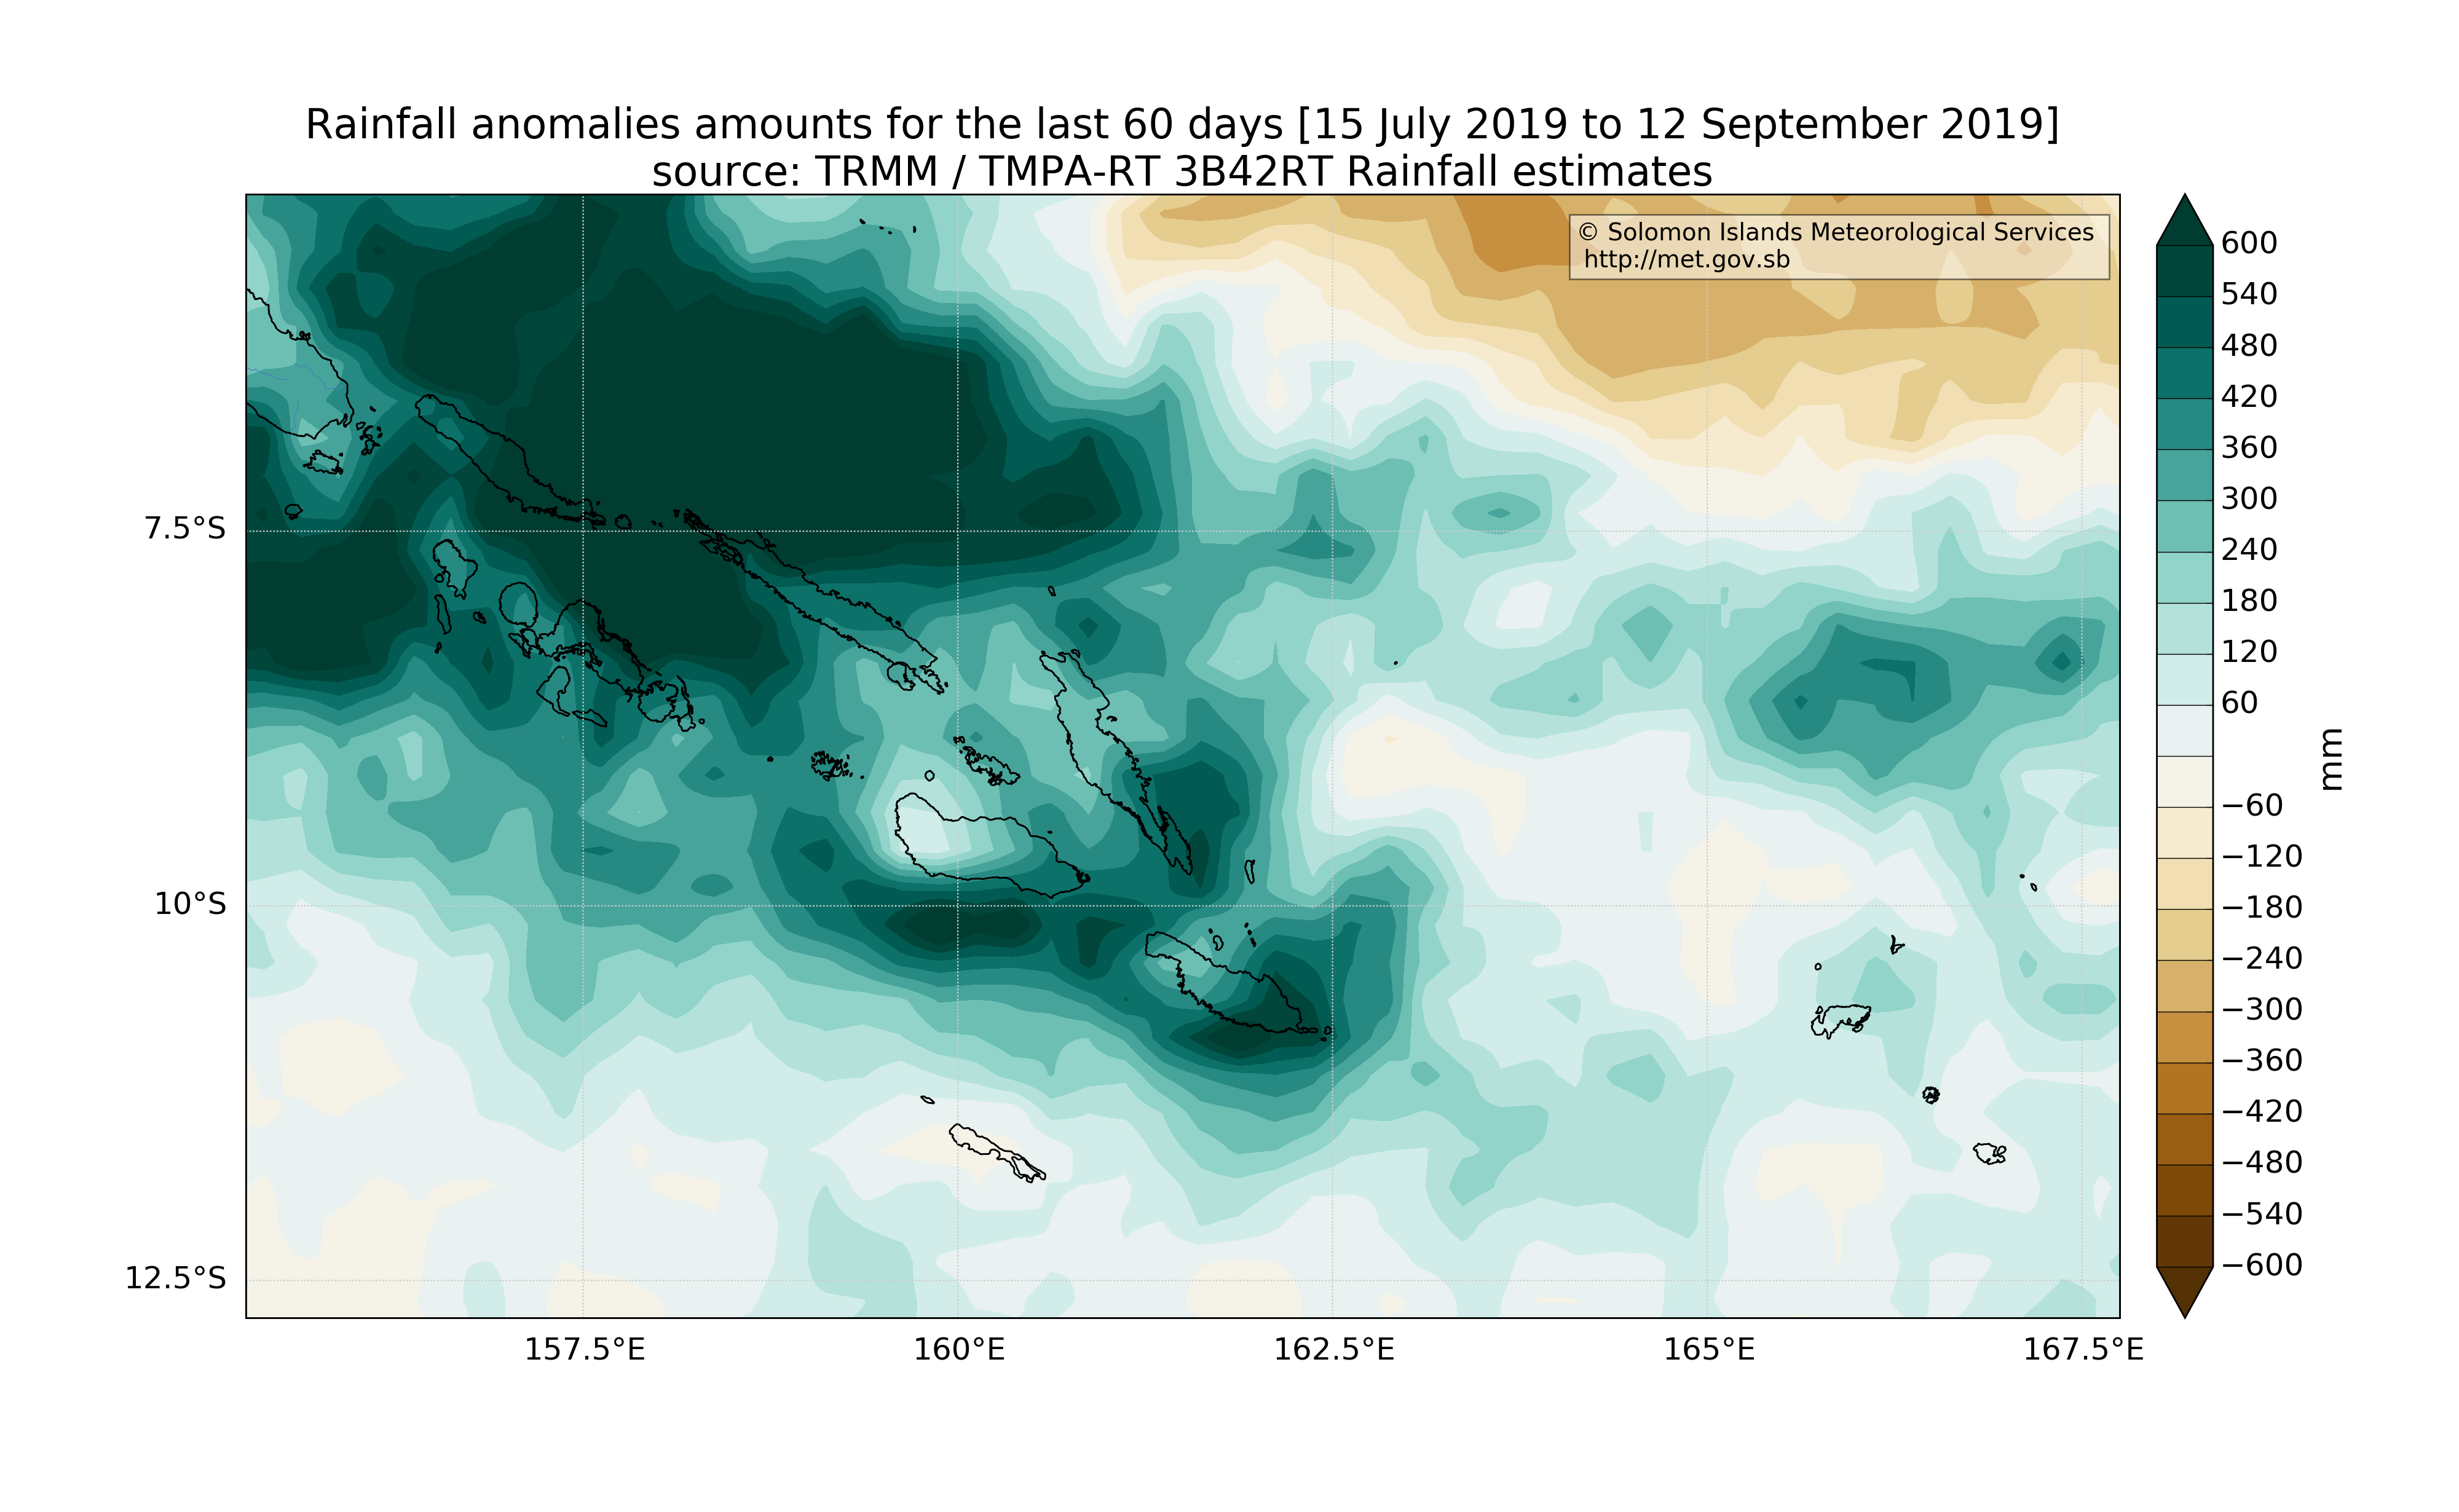 Rainfall anomalies amounts for the last 60 days [15 July 2019 to 12 September 2019]
source: TRMM / TMPA-RT 3B42RT Rainfall estimates
© Solomon Islands Meteorological Services
http://met.gov.sb
7.5°S
10°S
12.5°S
157.5°E
160°E
162.5°E
165°E
167.5°E
600
540
480
420
360
300
240
180
120
60
−60
−120
−180
−240
−300
−360
−420
−480
−540
−600
mm